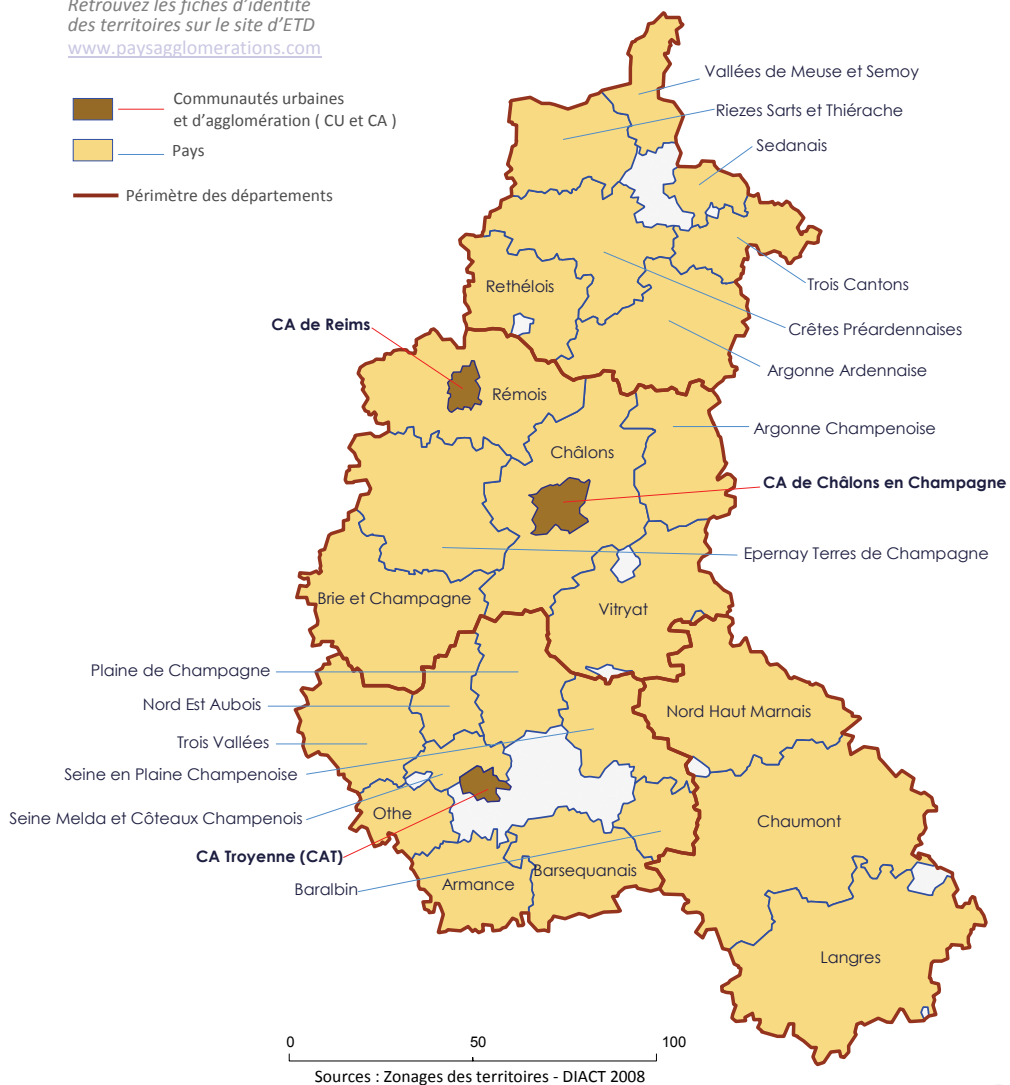 Retrouvez les fiches d'identité
des territoires sur le site d'ETD
www.paysagglomerations.com
Communautés urbaines
et d'agglomération ( CU et CA )
Pays
Périmètre des départements
Vallées de Meuse et Semoy
Riezes Sarts et Thiérache
Sedanais
Trois Cantons
Rethélois
CA de Reims
Crêtes Préardennaises
Argonne Ardennaise
Rémois
Argonne Champenoise
Châlons
CA de Châlons en Champagne
Epernay Terres de Champagne
Brie et Champagne
Vitryat
Plaine de Champagne
Nord Est Aubois
Nord Haut Marnais
Trois Vallées
Seine en Plaine Champenoise
Seine Melda et Côteaux Champenois
Othe
Chaumont
CA Troyenne (CAT)
Baralbin
Armance
Barsequanais
Langres
0 50 100
Sources : Zonages des territoires - DIACT 2008